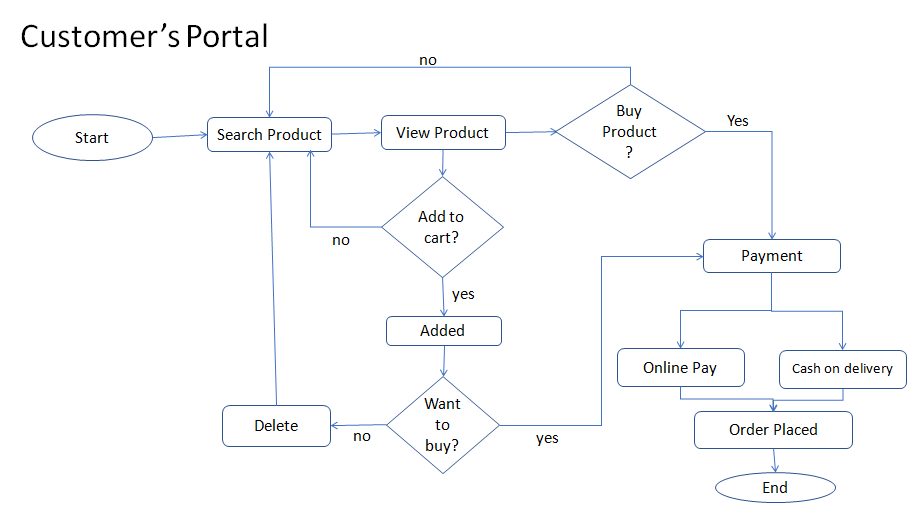 Customer's Portal
no
Start
Search Product
View Product
Buy
Product
?
Yes
Add to
cart?
no
yes
Payment
Added
Online Pay
Cash on delivery
Want
to
buy?
no
yes
Delete
Order Placed
End